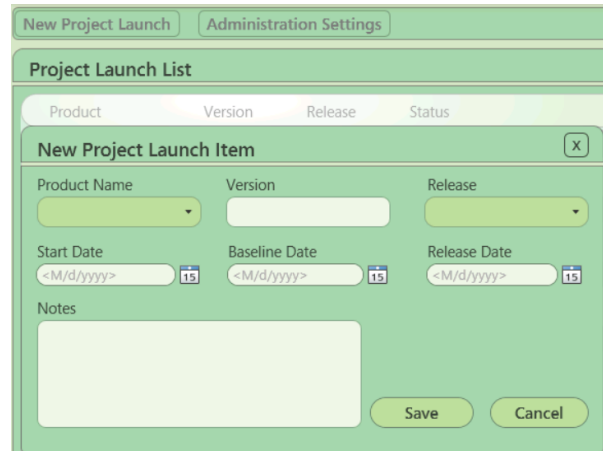 New Project Launch Administration Settings
Project Launch List
Product Version Release Status
New Project Launch Item X
Product Name Version Release
Start Date Baseline Date Release Date
<M/d/yyyy> 15 <M/d/yyyy> 15 <M/d/yyyy> 15
Notes
Save Cancel